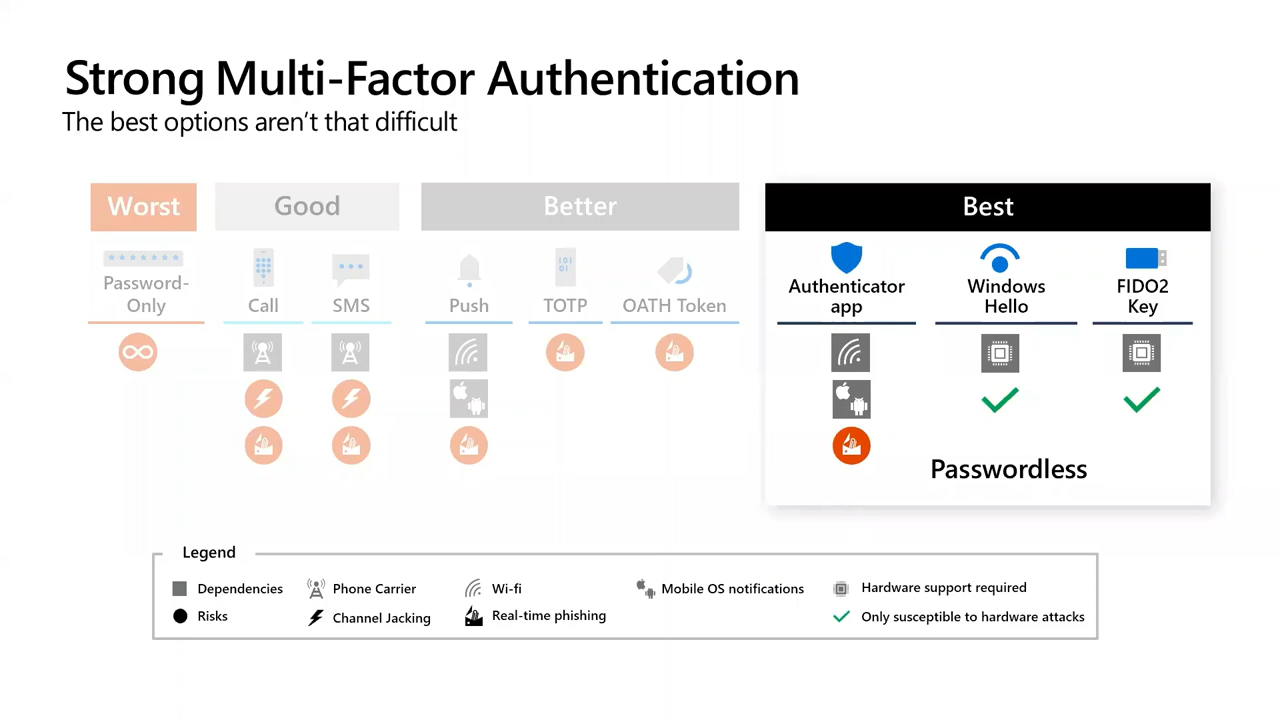 Strong Multi-Factor Authentication
The best options aren't that difficult
Worst
Good
Better
Best
Password-
Only
Call
SMS
Push
TOTP
OATH Token
Authenticator
app
Windows
Hello
FIDO2
Key
Passwordless
Legend
Dependencies
Phone Carrier
Wi-fi
Mobile OS notifications
Hardware support required
Risks
Channel Jacking
Real-time phishing
Only susceptible to hardware attacks